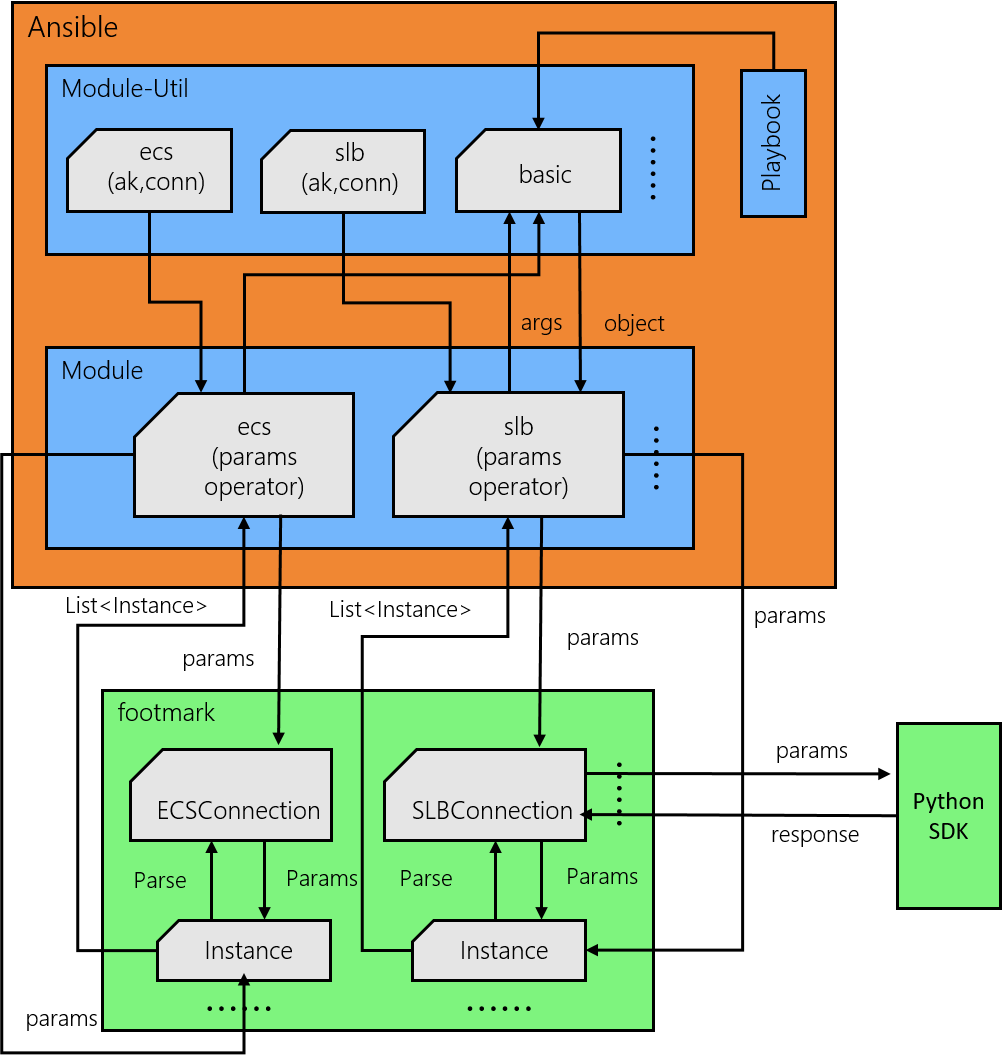 Ansible
Module-Util
Playbook
ecs
(ak,conn)
slb
(ak,conn)
basic
args
object
Module
ecs
(params
operator)
slb
(params
operator)
List<Instance>
List<Instance>
params
params
params
footmark
ECSConnection
SLBConnection
params
response
Python
SDK
Parse
Params
Parse
Params
Instance
Instance
params